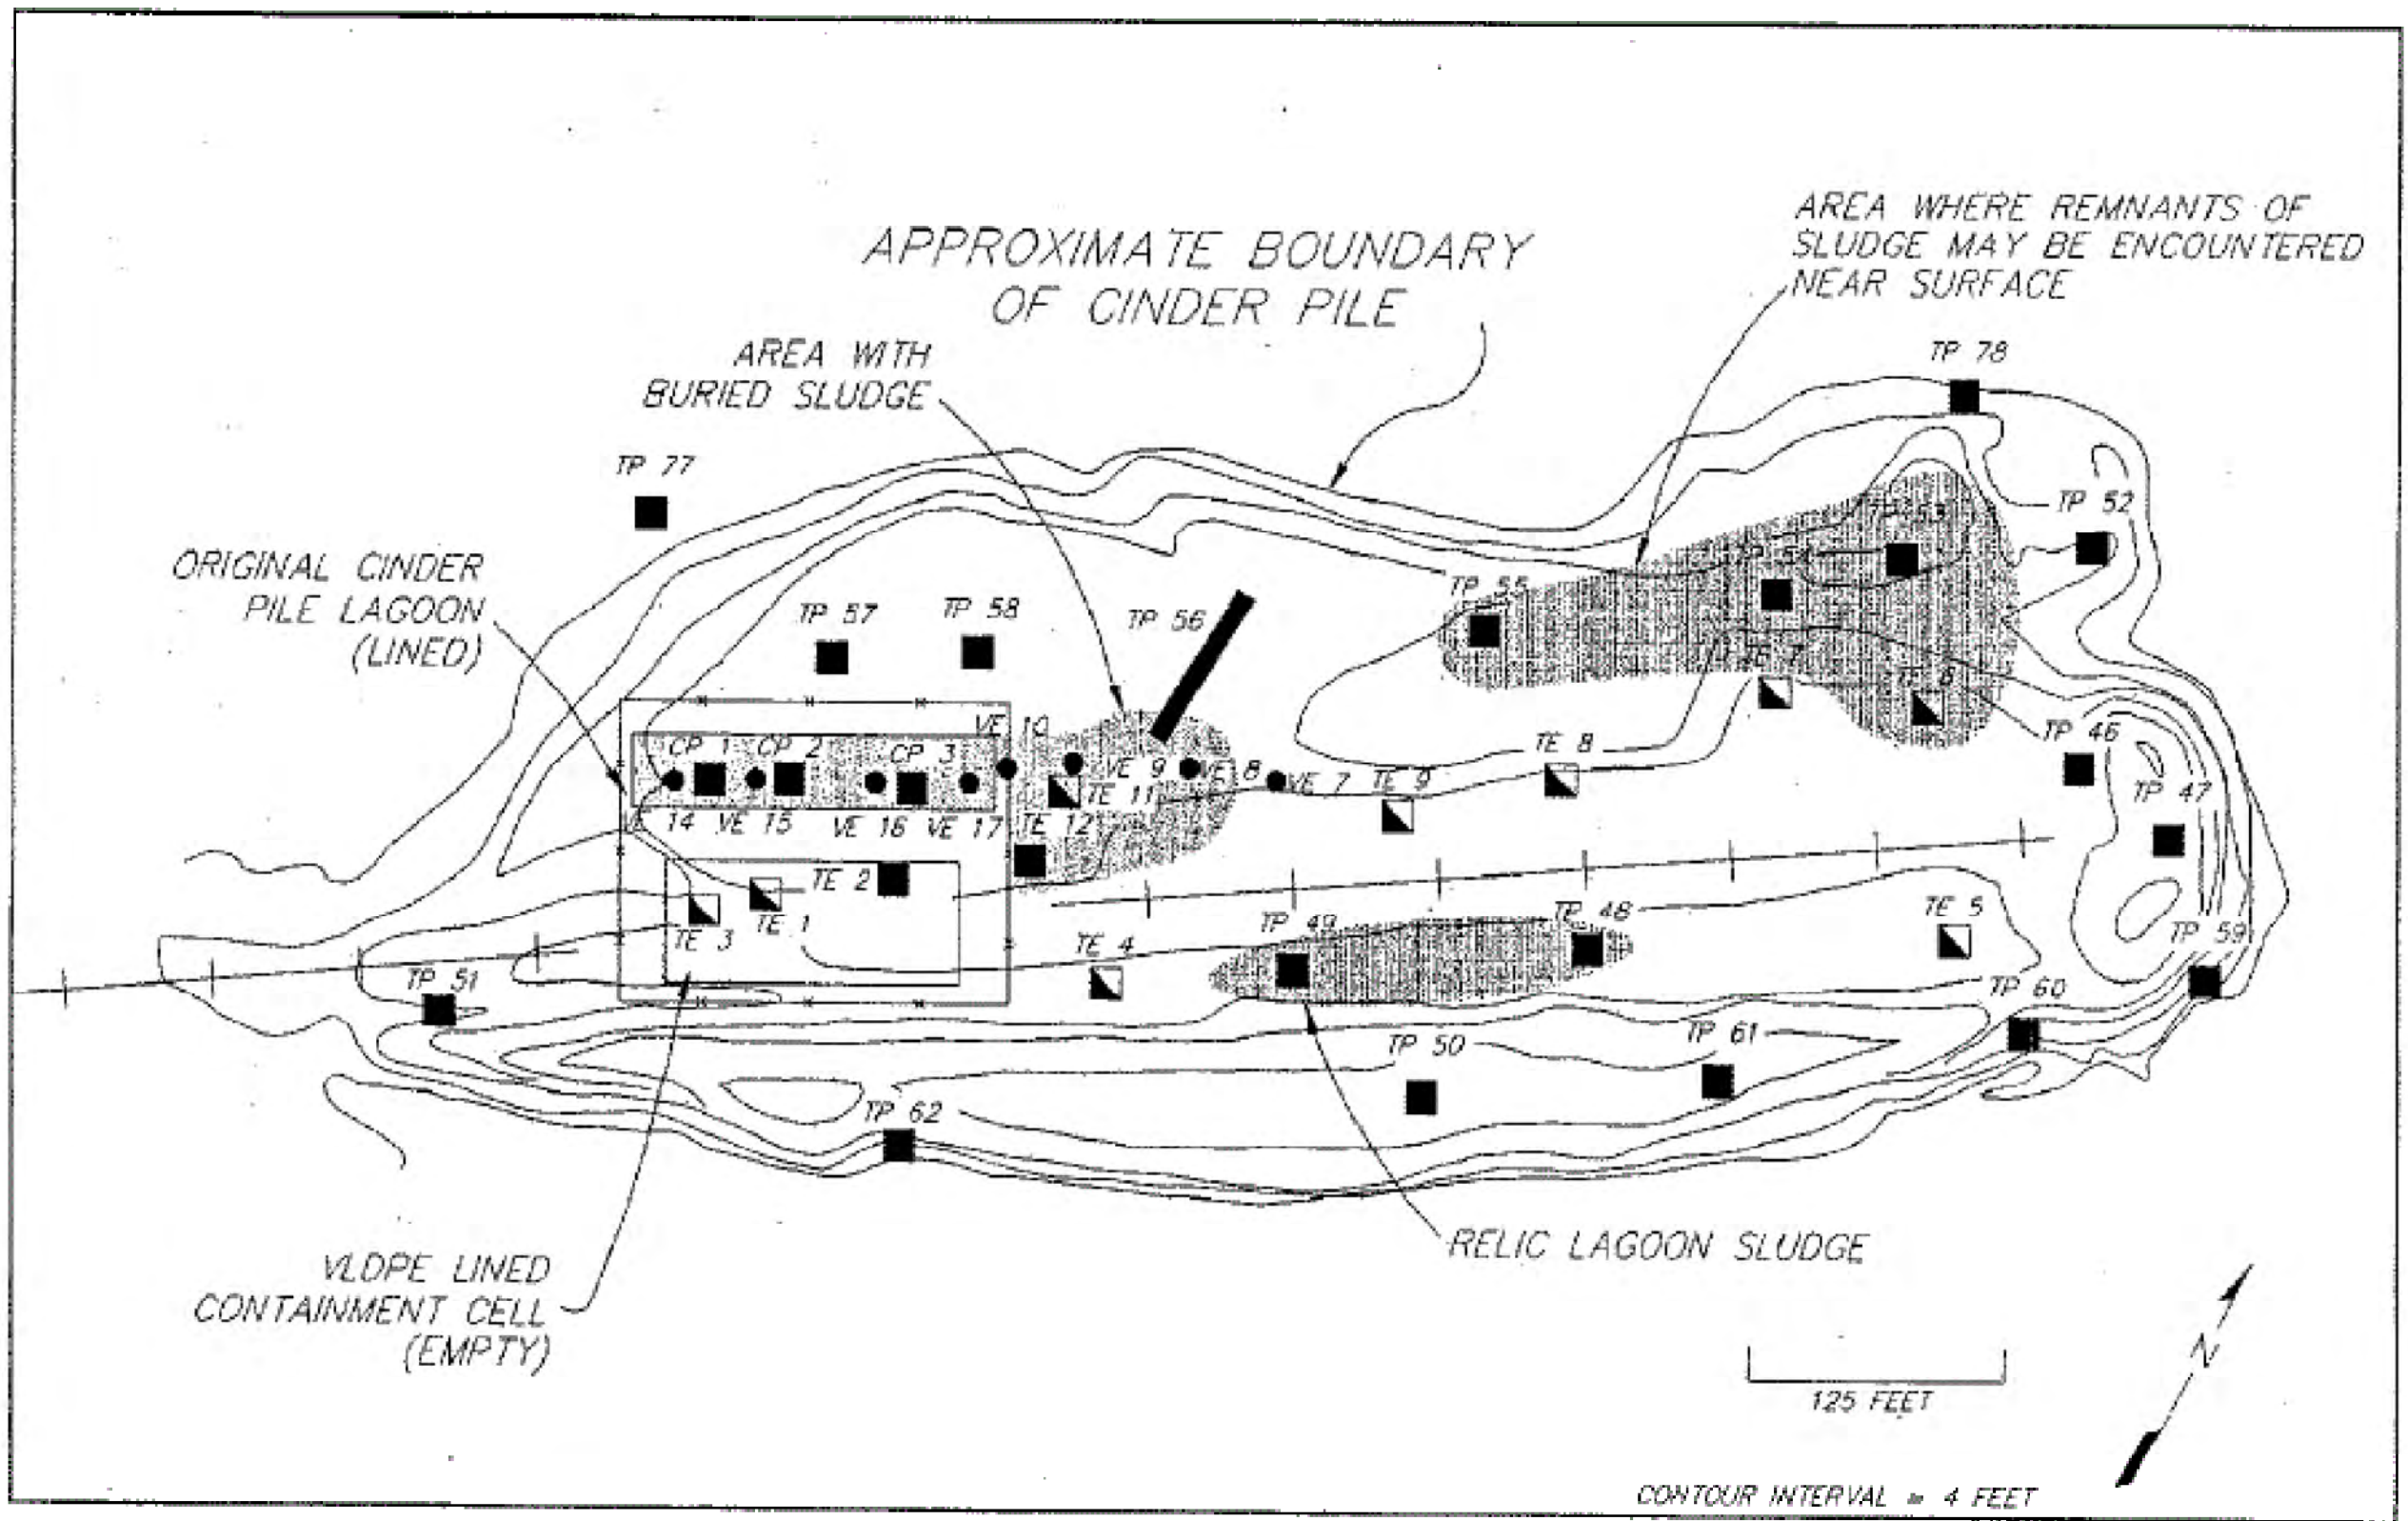 AREA WHERE REMNANTS OF
SLUDGE MAY BE ENCOUNTERED
NEAR SURFACE
APPROXIMATE BOUNDARY
OF CINDER PILE
AREA WITH
BURIED SLUDGE
TP 78
TP 77
TP 52
ORIGINAL CINDER
PILE LAGOON
(LINED)
TP 55
TP 57
TP 58
TP 56
TP 46
VE 10
CP 1
CP 2
CP 3
VE 9
VE 8
VE 7
TE 9
TE 8
TE 11
TP 47
VE 14
VE 15
VE 16
VE 17
TE 12
TE 2
TE 1
TE 3
TE 4
TP 49
TP 48
TE 5
TP 59
TP 51
TP 60
TP 50
TP 61
TP 62
RELIC LAGOON SLUDGE
VLDPE LINED
CONTAINMENT CELL
(EMPTY)
N
125 FEET
CONTOUR INTERVAL = 4 FEET